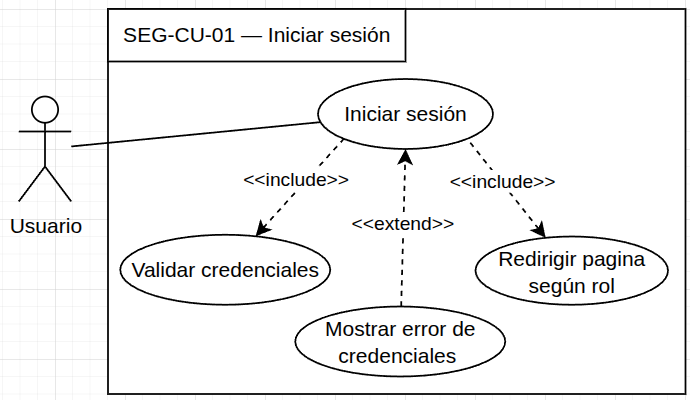 SEG-CU-01 — Iniciar sesión
Iniciar sesión
<<include>>
<<include>>
<<extend>>
Usuario
Validar credenciales
Redirigir pagina
según rol
Mostrar error de
credenciales